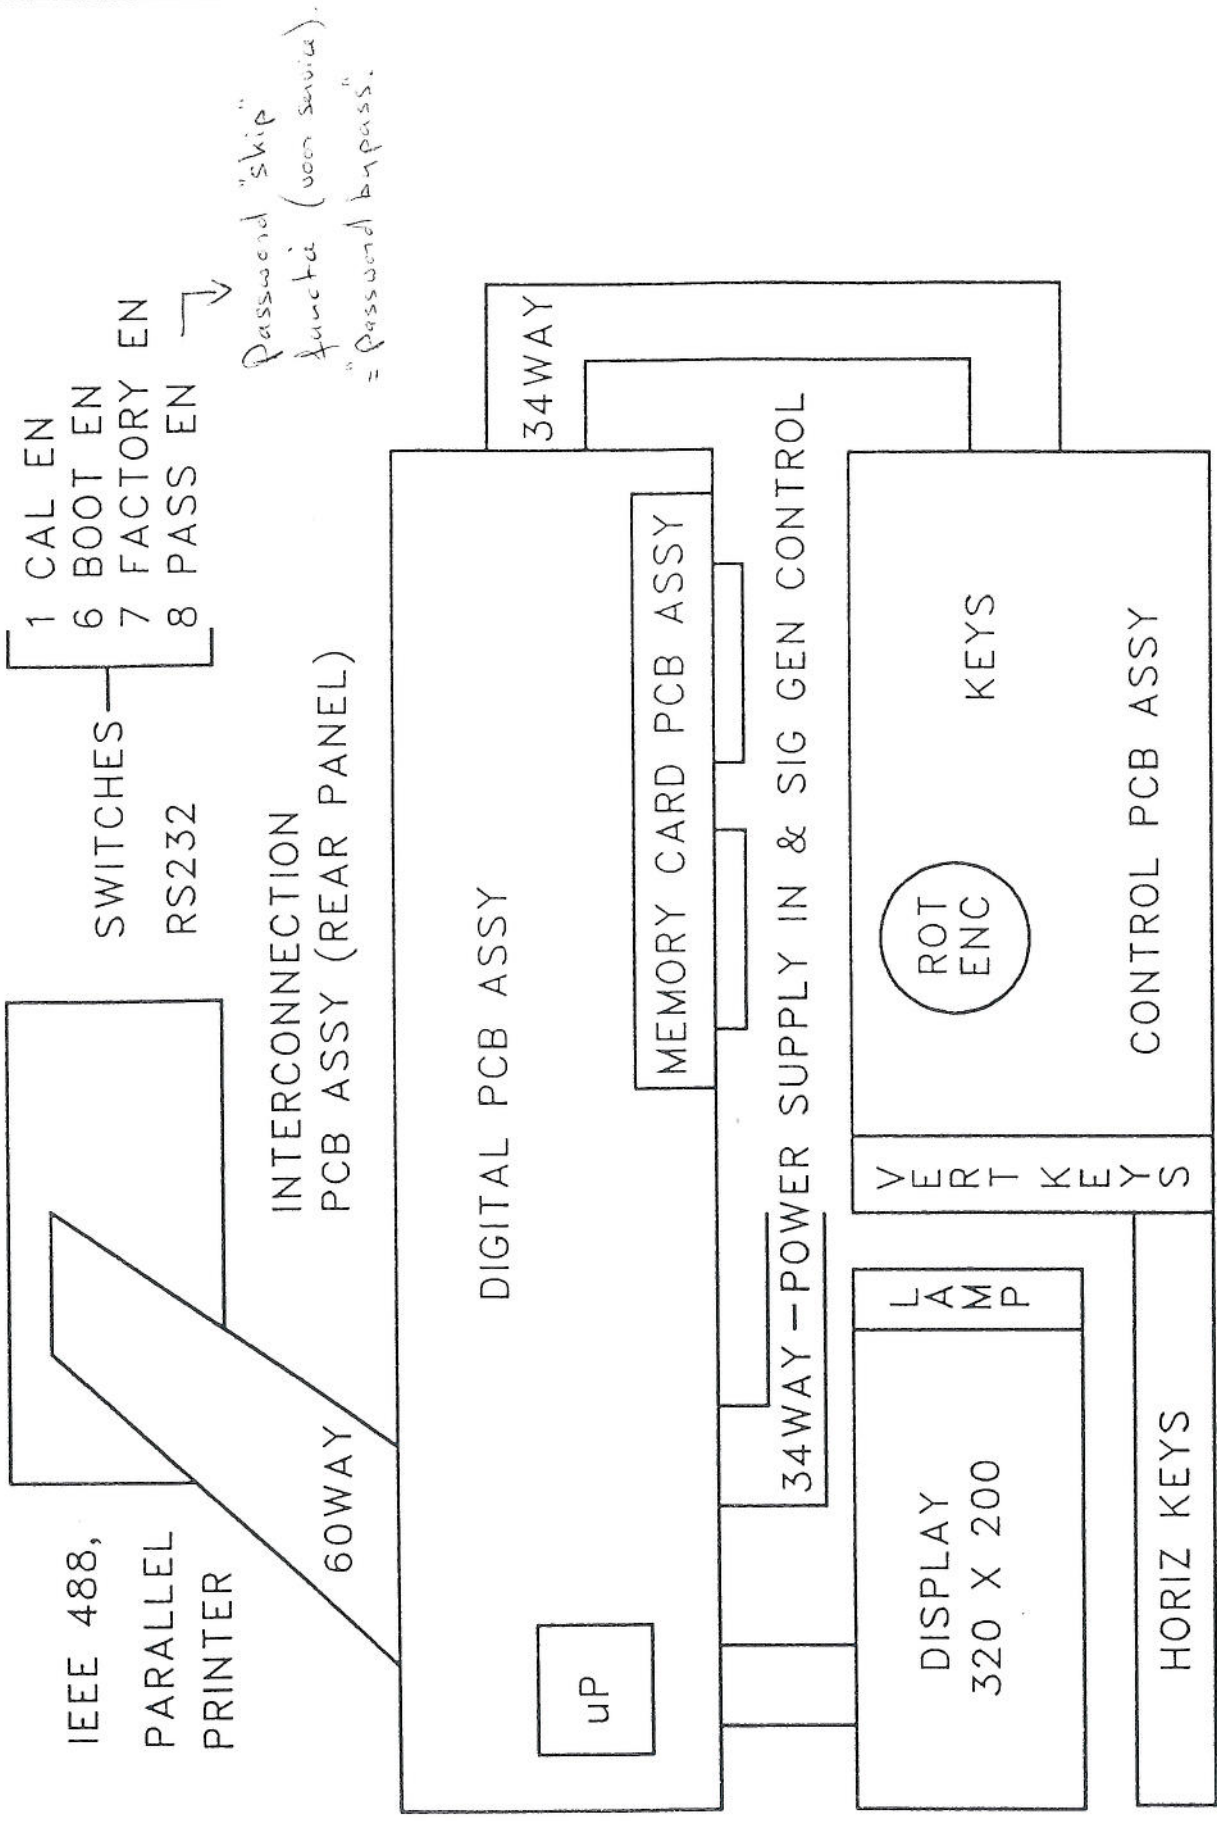 IEEE 488,
PARALLEL
PRINTER
SWITCHES
RS232
1 CAL EN
6 BOOT EN
7 FACTORY EN
8 PASS EN
Password "skip"
functie (voor service).
= "Password bypass".
INTERCONNECTION
PCB ASSY (REAR PANEL)
60WAY
34WAY
DIGITAL PCB ASSY
uP
MEMORY CARD PCB ASSY
34WAY-POWER SUPPLY IN & SIG GEN CONTROL
DISPLAY
320 X 200
LAMP
VERT KEYS
ROT
ENC
KEYS
CONTROL PCB ASSY
HORIZ KEYS